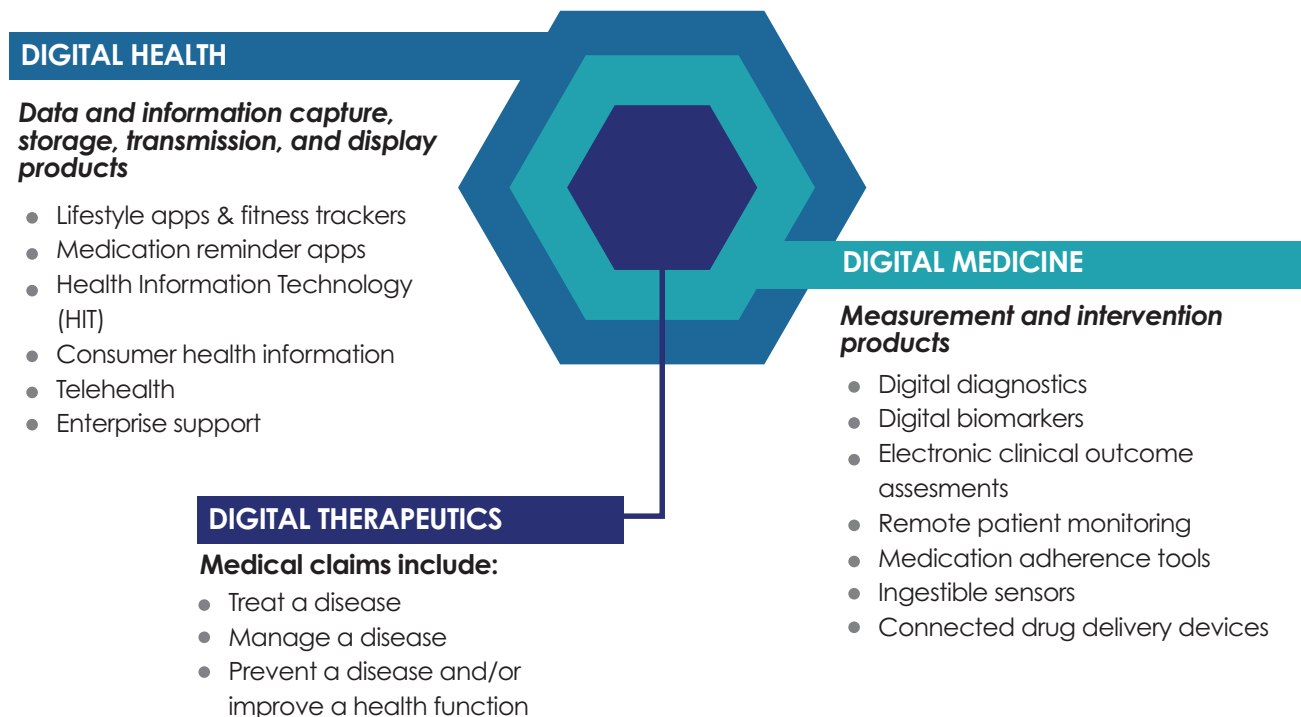 DIGITAL HEALTH
Data and information capture,
storage, transmission, and display
products
Lifestyle apps & fitness trackers
Medication reminder apps
Health Information Technology
(HIT)
Consumer health information
Telehealth
Enterprise support
DIGITAL MEDICINE
Measurement and intervention
products
Digital diagnostics
Digital biomarkers
Electronic clinical outcome
assesments
Remote patient monitoring
Medication adherence tools
Ingestible sensors
Connected drug delivery devices
DIGITAL THERAPEUTICS
Medical claims include:
Treat a disease
Manage a disease
Prevent a disease and/or
improve a health function